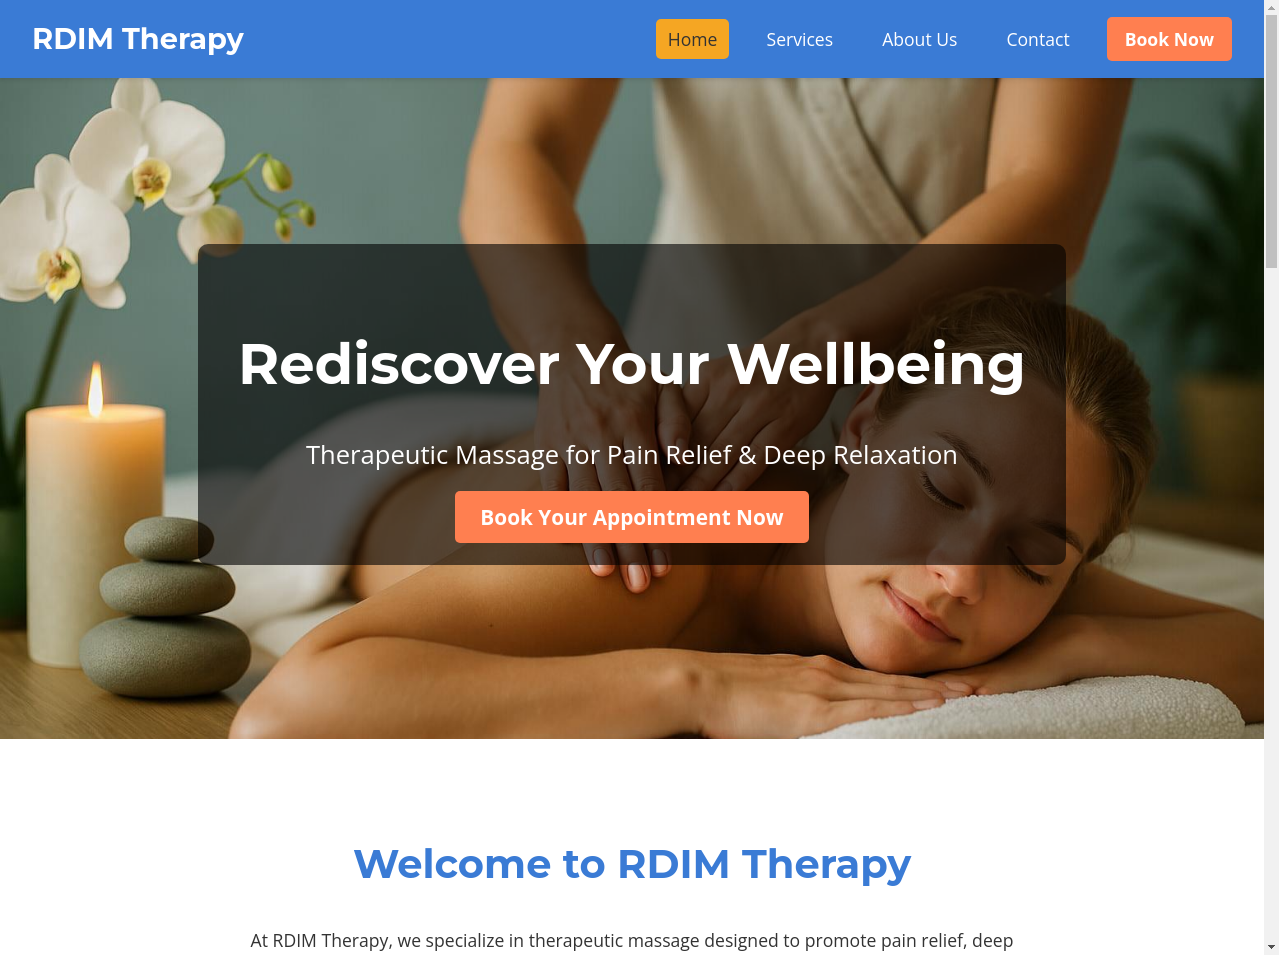 RDIM Therapy
Home
Services
About Us
Contact
Book Now
Rediscover Your Wellbeing
Therapeutic Massage for Pain Relief & Deep Relaxation
Book Your Appointment Now
Welcome to RDIM Therapy
At RDIM Therapy, we specialize in therapeutic massage designed to promote pain relief, deep